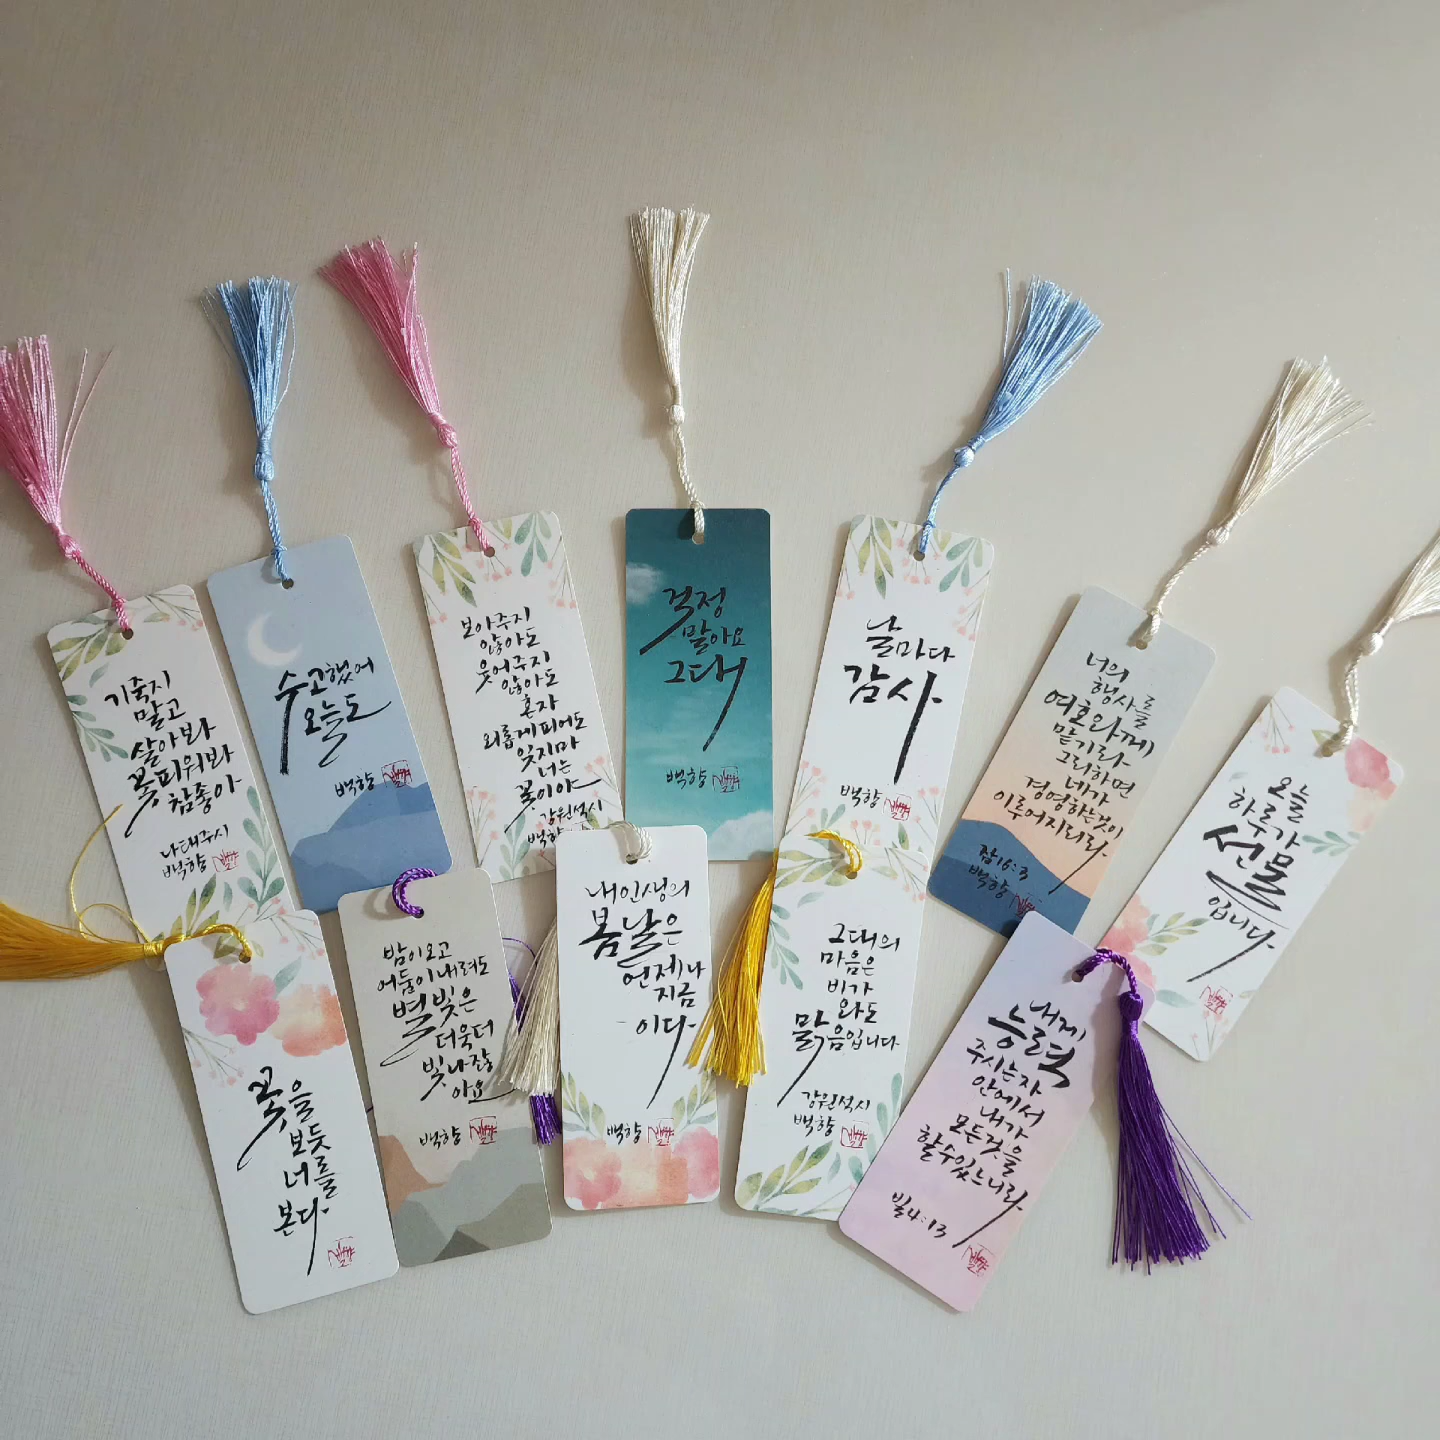 기죽지
말고
살아봐
꽃피워봐
참좋아
나태주시
백향
수고했어
오늘도
백향
보아주지
않아도
웃어주지
않아도
혼자
외롭게피어도
잊지마
너는
꽃이야
강원석시
백향
걱정
말아요
그대
백향
날마다
감사
백향
너의
행사를
여호와께
맡기라
그리하면
네가
경영하는것이
이루어지리라
잠16:3
백향
오늘
하루가
선물
입니다
꽃을
보듯
너를
본다
밤이오고
어둠이내려도
별빛은
더욱더
빛나잖
아요
백향
내인생의
봄날은
언제나
지금
이다
백향
그대의
마음은
비가
와도
맑음입니다
강원석시
백향
내게
능력
주시는자
안에서
내가
모든것을
할수있느니라
빌4:13